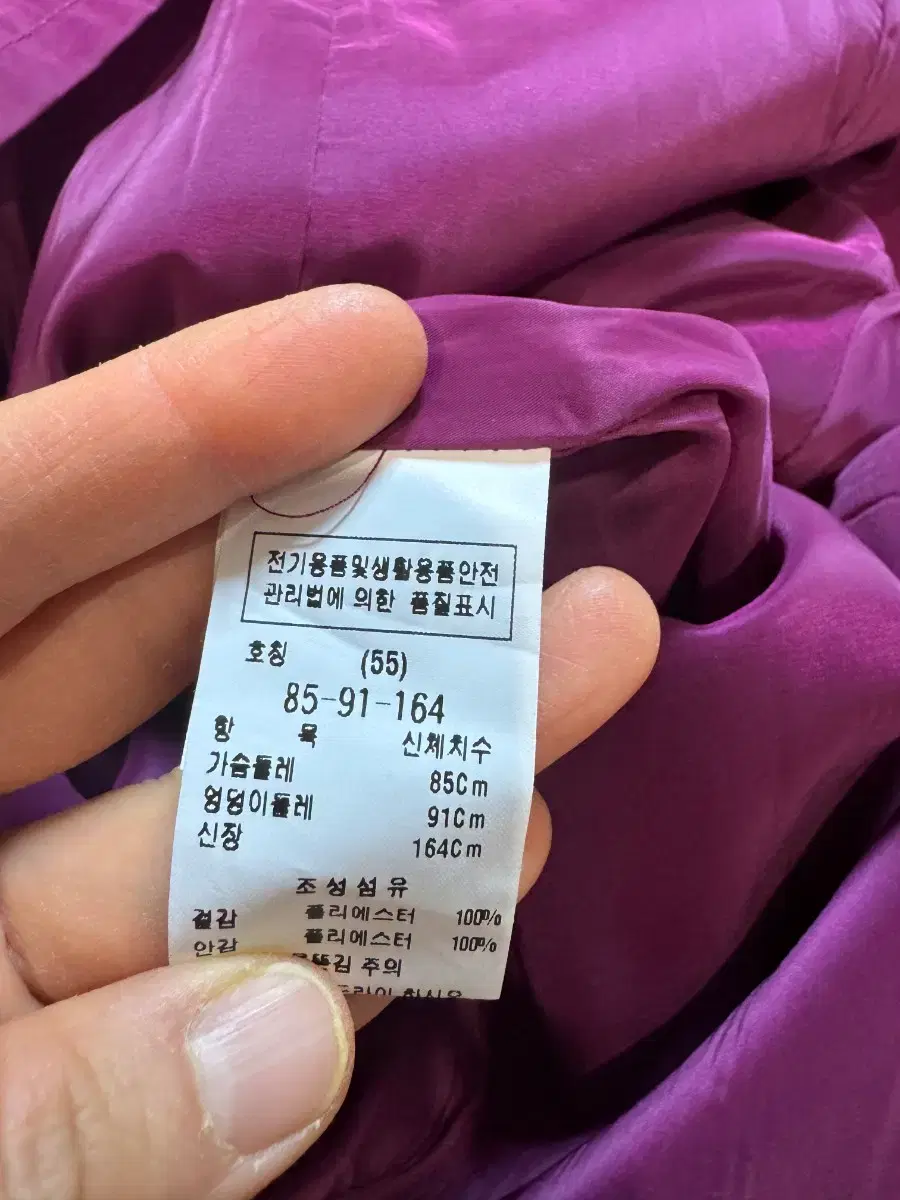 전기용품및생활용품안전
관리법에 의한 품질표시
호칭 (55)
85-91-164
항 목 신체치수
가슴둘레 85Cm
엉덩이둘레 91Cm
신장 164Cm
조성섬유
겉감 폴리에스터 100%
안감 폴리에스터 100%
주의